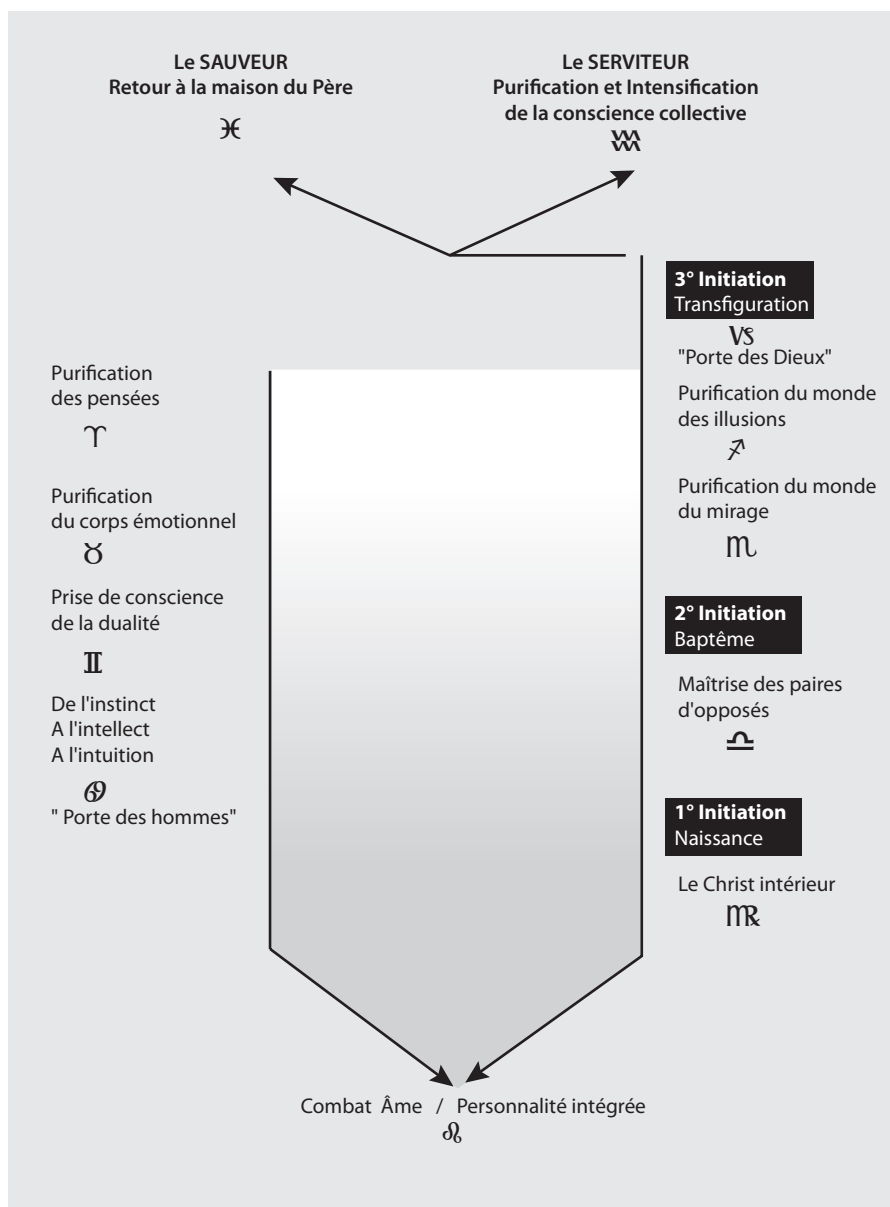 Le SAUVEUR
Retour à la maison du Père
♓
Le SERVITEUR
Purification et Intensification
de la conscience collective
♒
Purification
des pensées
♈
Purification
du corps émotionnel
♉
Prise de conscience
de la dualité
♊
De l'instinct
A l'intellect
A l'intuition
♋
" Porte des hommes"
3° Initiation
Transfiguration
♑
"Porte des Dieux"
Purification du monde
des illusions
♐
Purification du monde
du mirage
♏
2° Initiation
Baptême
Maîtrise des paires
d'opposés
♎
1° Initiation
Naissance
Le Christ intérieur
♍
Combat Âme / Personnalité intégrée
♌